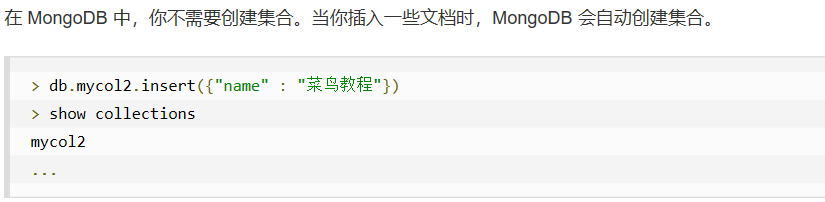 在 MongoDB 中，你不需要创建集合。当你插入一些文档时，MongoDB 会自动创建集合。
> db.mycol2.insert({"name" : "菜鸟教程"})
> show collections
mycol2
...